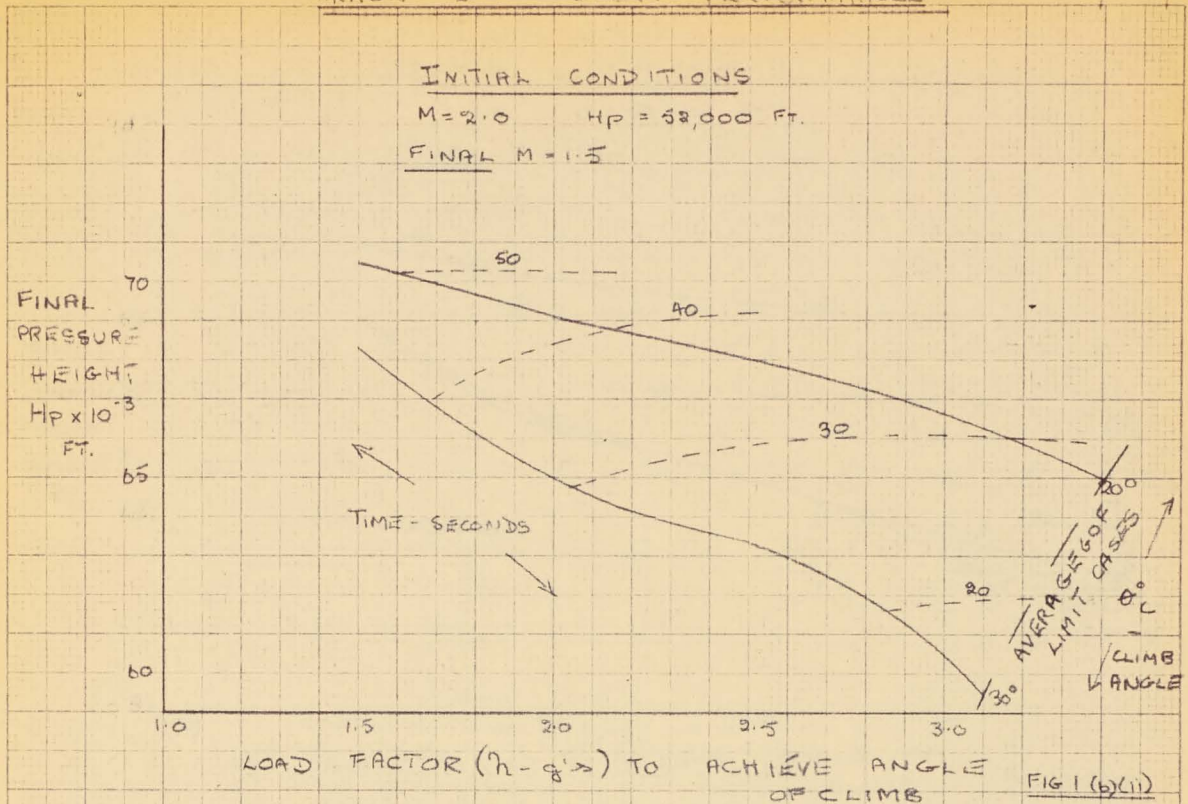 INITIAL CONDITIONS
M=2.0 Hp = 52,000 FT.
FINAL M = 1.5
50
70
FINAL
PRESSURE
HEIGHT
Hp x 10⁻³
FT.
40
30
65
20°
TIME - SECONDS
AVERAGE G OR
LIMIT CASES
θ°c
20
60
CLIMB
ANGLE
30°
1.0 1.5 2.0 2.5 3.0
LOAD FACTOR (n - g's) TO ACHIEVE ANGLE
OF CLIMB
FIG 1 (b)(ii)